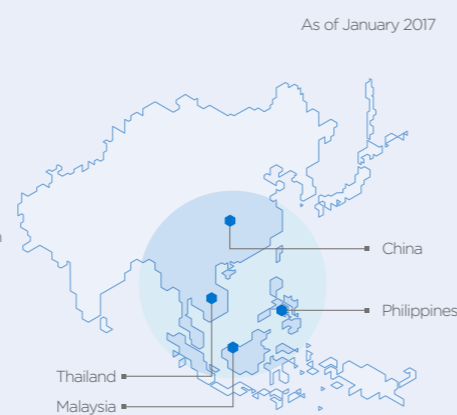 As of January 2017
China
Philippines
Thailand
Malaysia